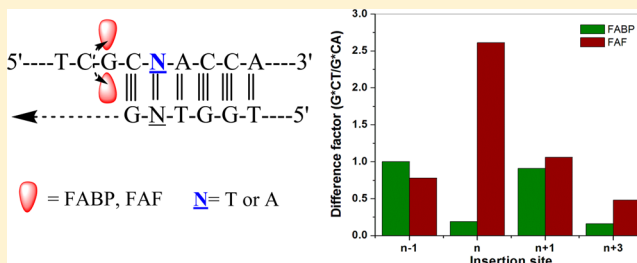 5'----T-C-G-C-N-A-C-C-A----3'
G-N-T-G-G-T----5'
= FABP, FAF N= T or A
Difference factor (G*CT/G*CA)
3.0
2.5
2.0
1.5
1.0
0.5
0.0
FABP
FAF
n-1 n n+1 n+3
Insertion site